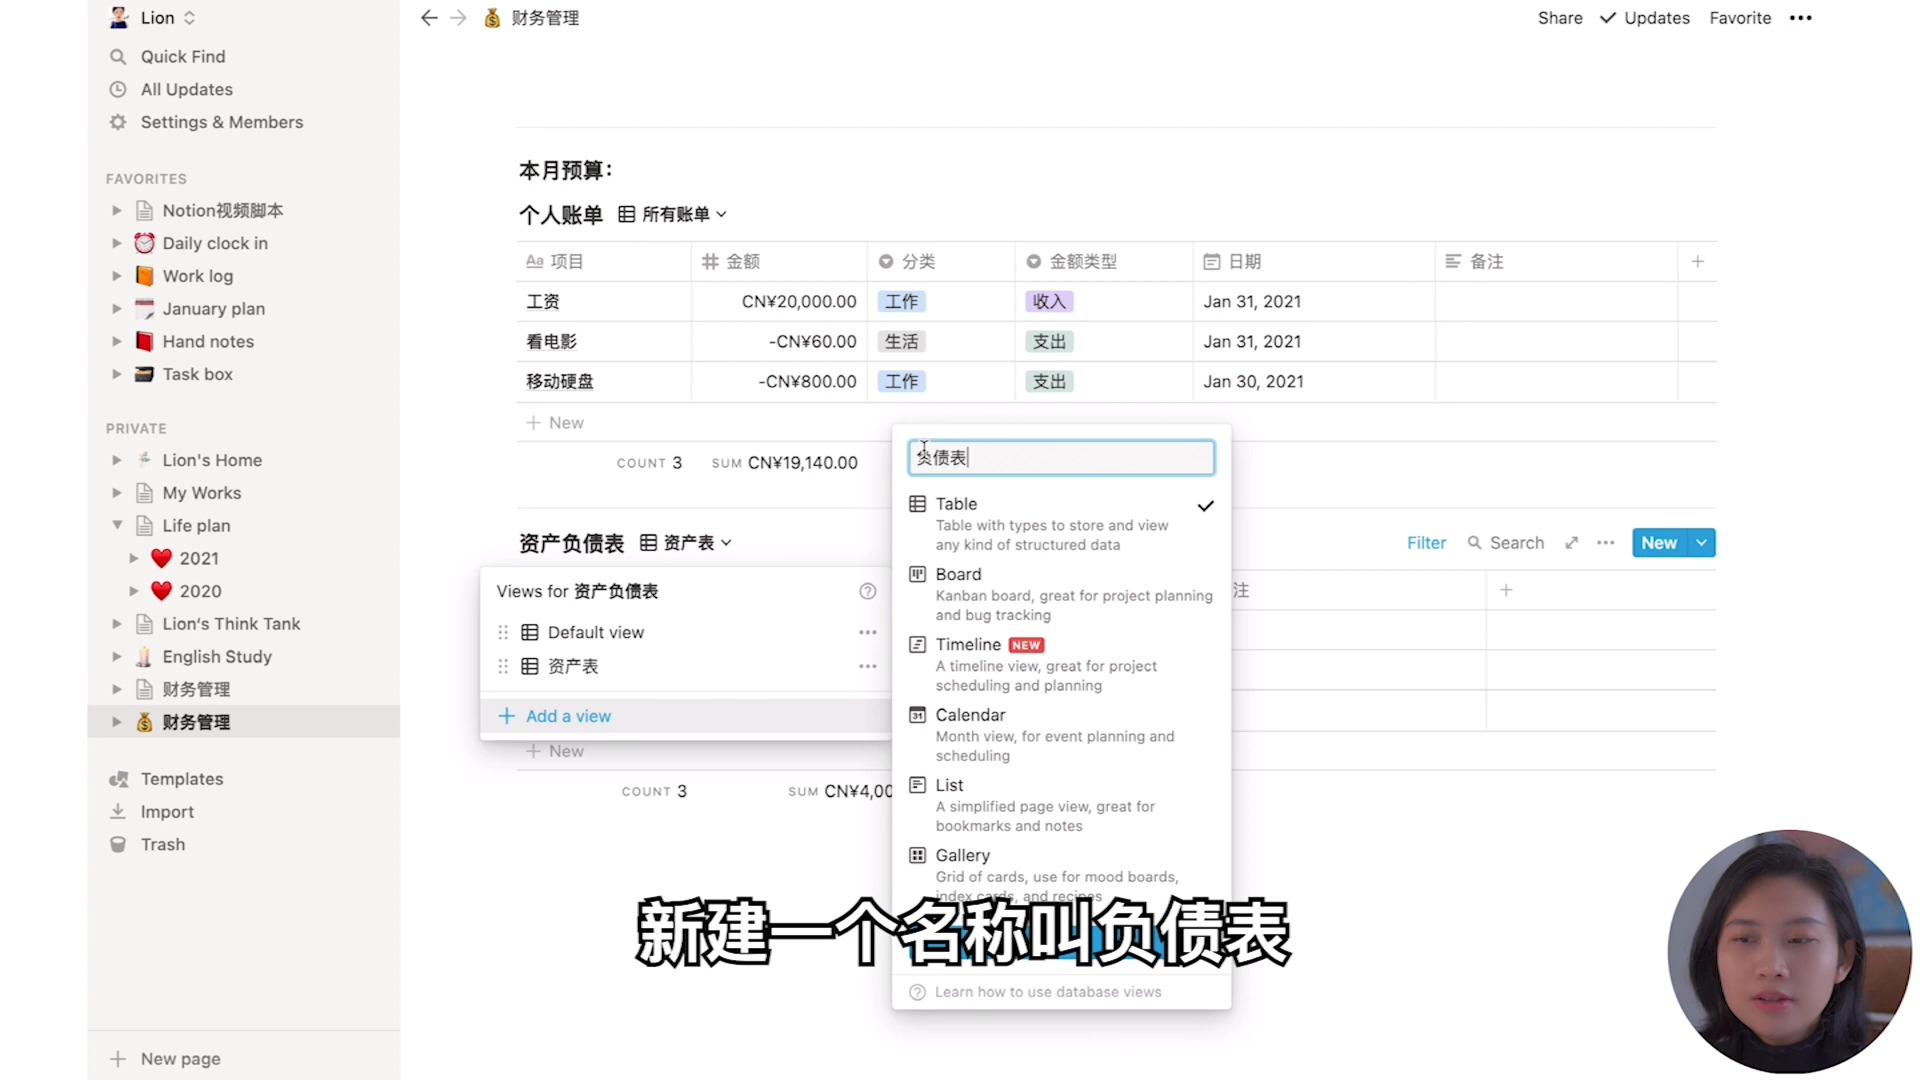 Lion
Quick Find
All Updates
Settings & Members
FAVORITES
Notion视频脚本
Daily clock in
Work log
January plan
Hand notes
Task box
PRIVATE
Lion's Home
My Works
Life plan
2021
2020
Lion's Think Tank
English Study
财务管理
财务管理
Templates
Import
Trash
New page
财务管理
Share
Updates
Favorite
本月预算：
个人账单 所有账单
Aa 项目 金额 分类 金额类型 日期 备注
工资 CN¥20,000.00 工作 收入 Jan 31, 2021
看电影 -CN¥60.00 生活 支出 Jan 31, 2021
移动硬盘 -CN¥800.00 工作 支出 Jan 30, 2021
New
COUNT 3 SUM CN¥19,140.00
资产负债表 资产表
Filter Search New
注
Views for 资产负债表
Default view
资产表
Add a view
New
COUNT 3 SUM CN¥4,00
负债表
Table
Table with types to store and view
any kind of structured data
Board
Kanban board, great for project planning
and bug tracking
Timeline NEW
A timeline view, great for project
scheduling and planning
31 Calendar
Month view, for event planning and
scheduling
List
A simplified page view, great for
bookmarks and notes
Gallery
Grid of cards, use for mood boards,
index cards, and recipes
新建一个名称叫负债表
Learn how to use database views